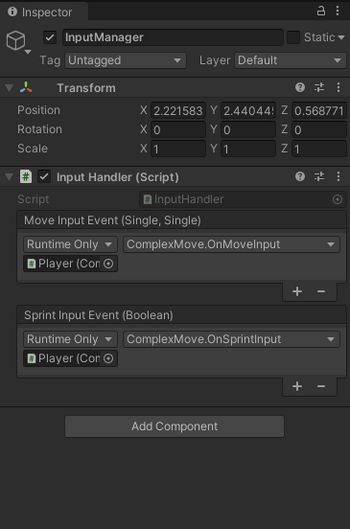 Inspector
InputManager Static
Tag Untagged Layer Default
Transform
Position X 2.221583 Y 2.44044 Z 0.568771
Rotation X 0 Y 0 Z 0
Scale X 1 Y 1 Z 1
# Input Handler (Script)
Script # InputHandler
Move Input Event (Single, Single)
Runtime Only ComplexMove.OnMoveInput
Player (Con
+ −
Sprint Input Event (Boolean)
Runtime Only ComplexMove.OnSprintInput
Player (Con
+ −
Add Component